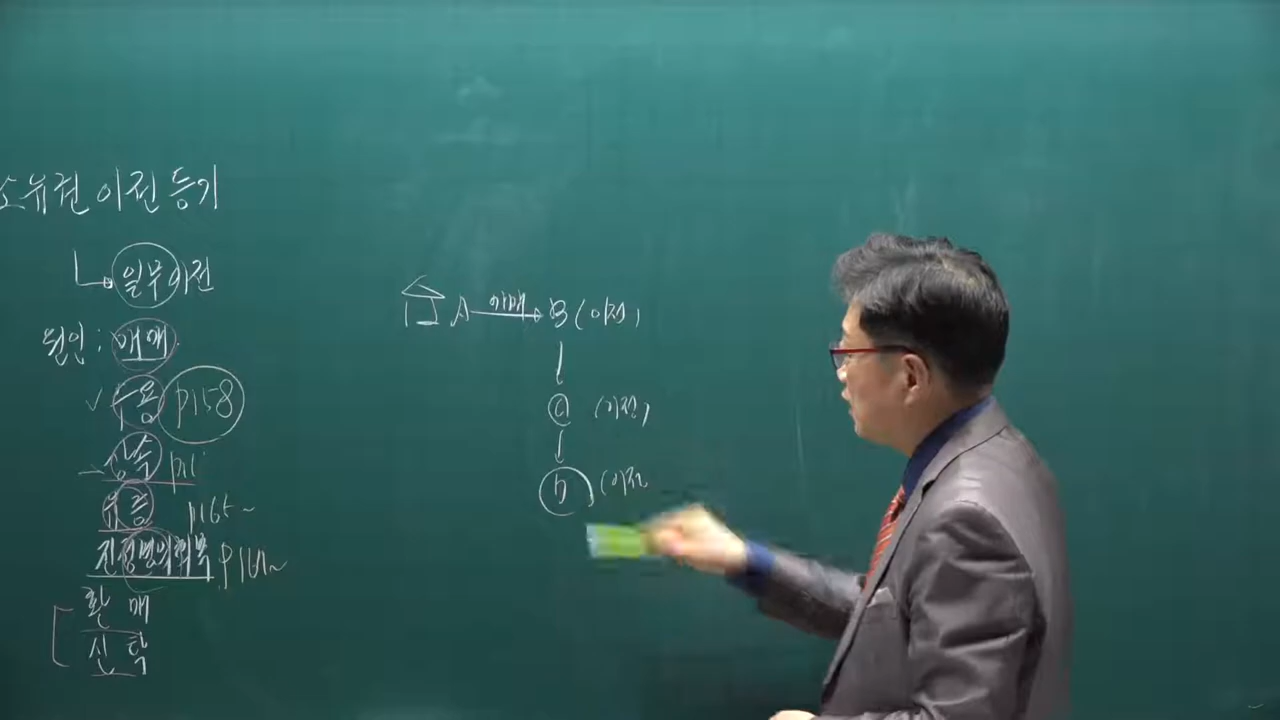 소유권 이전 등기
일부이전
원인 : 매매
수용 p158
상속 p1
유증 p165~
진정명의회복 p161~
환매
신탁
A 매매 B (이전)
C (이전)
D (이전